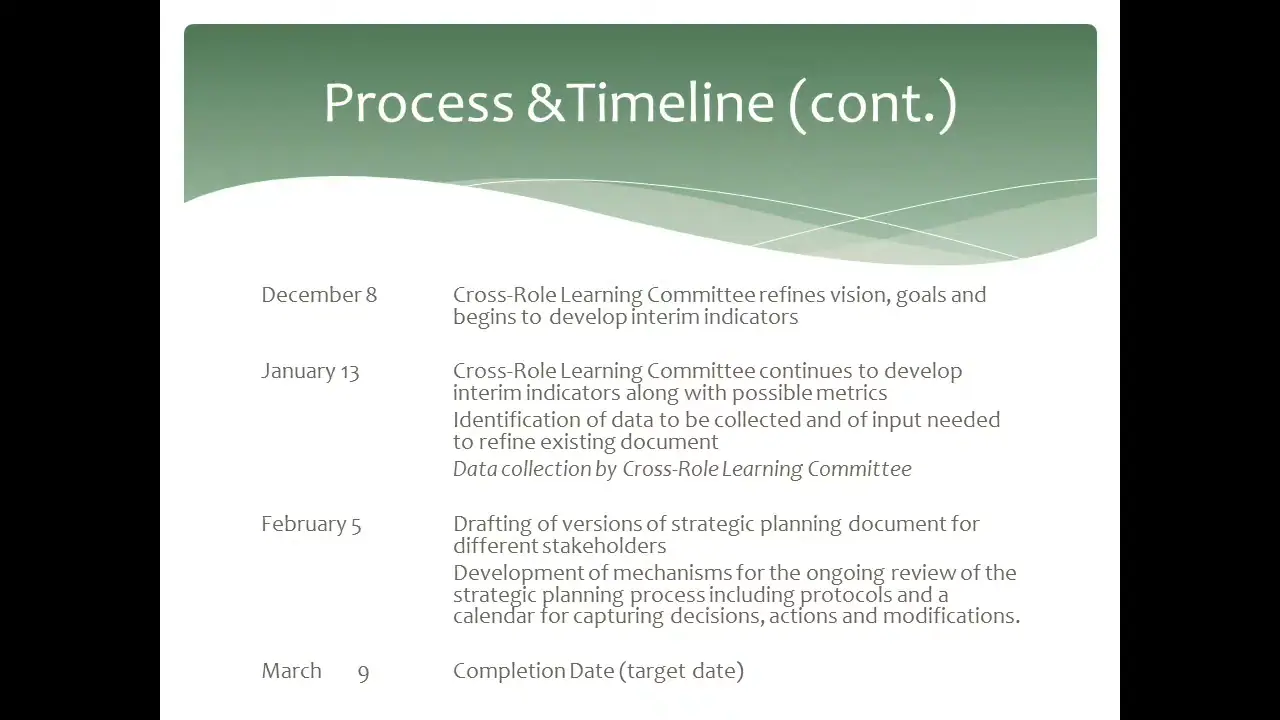 Process &Timeline (cont.)
December 8 Cross-Role Learning Committee refines vision, goals and
begins to develop interim indicators
January 13 Cross-Role Learning Committee continues to develop
interim indicators along with possible metrics
Identification of data to be collected and of input needed
to refine existing document
Data collection by Cross-Role Learning Committee
February 5 Drafting of versions of strategic planning document for
different stakeholders
Development of mechanisms for the ongoing review of the
strategic planning process including protocols and a
calendar for capturing decisions, actions and modifications.
March 9 Completion Date (target date)